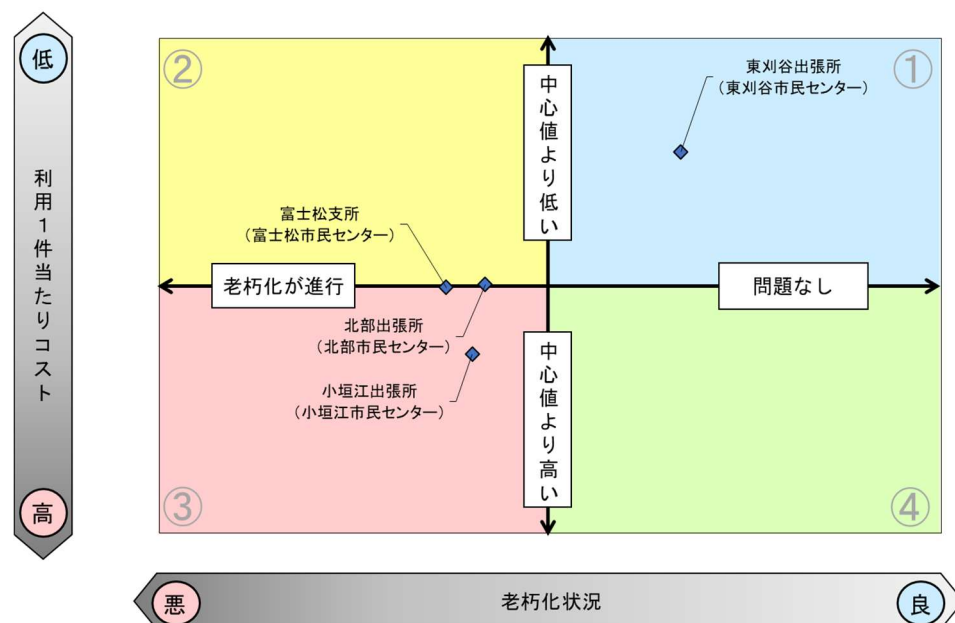 低
利用1件当たりコスト
高
②
①
中心値より低い
東刈谷出張所
（東刈谷市民センター）
富士松支所
（富士松市民センター）
老朽化が進行
問題なし
北部出張所
（北部市民センター）
小垣江出張所
（小垣江市民センター）
中心値より高い
③
④
悪
老朽化状況
良